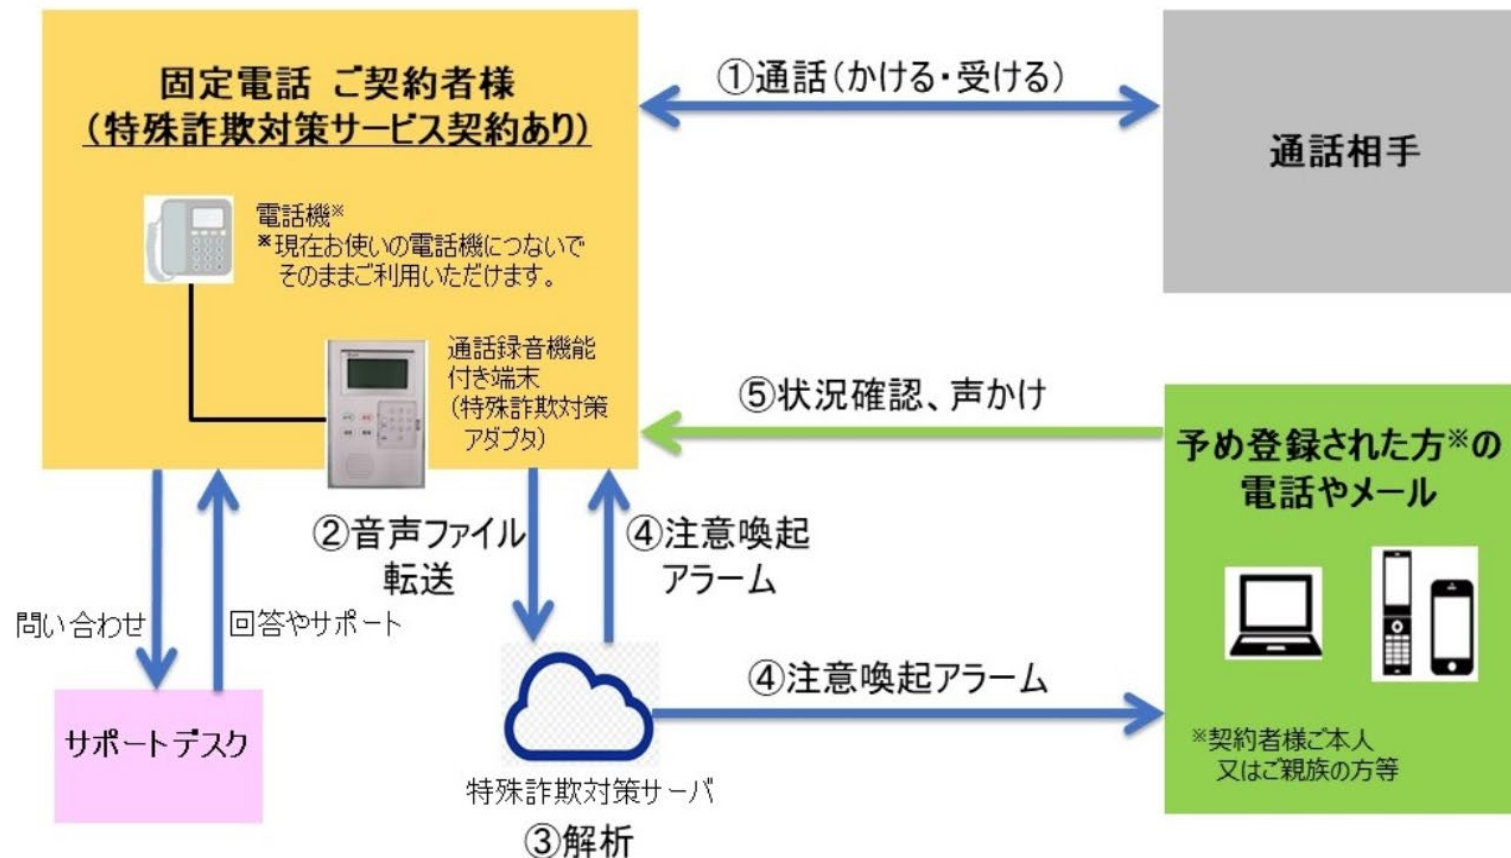 固定電話 ご契約者様
（特殊詐欺対策サービス契約あり）
①通話（かける・受ける）
通話相手
電話機※
※現在お使いの電話機につないで
そのままご利用いただけます。
通話録音機能
付き端末
（特殊詐欺対策
アダプタ）
⑤状況確認、声かけ
予め登録された方※の
電話やメール
②音声ファイル
転送
④注意喚起
アラーム
問い合わせ
回答やサポート
④注意喚起アラーム
サポートデスク
※契約者様ご本人
又はご親族の方等
特殊詐欺対策サーバ
③解析